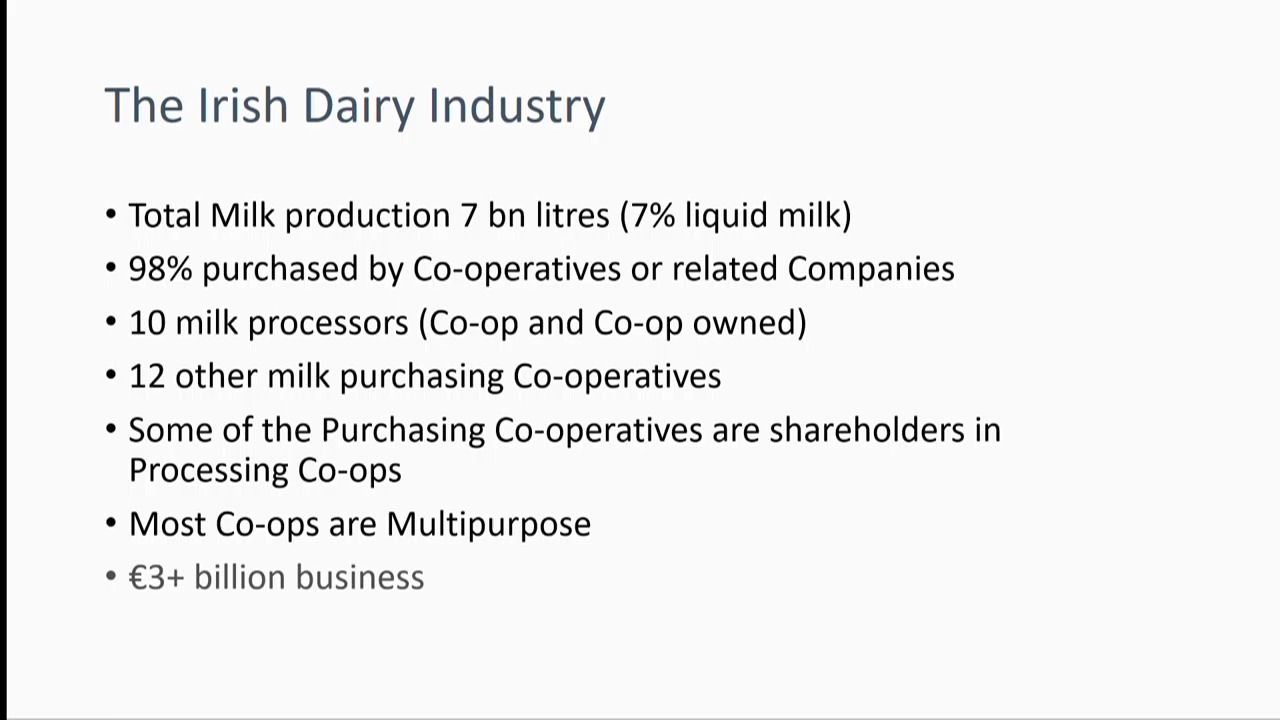 The Irish Dairy Industry
• Total Milk production 7 bn litres (7% liquid milk)
• 98% purchased by Co-operatives or related Companies
• 10 milk processors (Co-op and Co-op owned)
• 12 other milk purchasing Co-operatives
• Some of the Purchasing Co-operatives are shareholders in
Processing Co-ops
• Most Co-ops are Multipurpose
• €3+ billion business